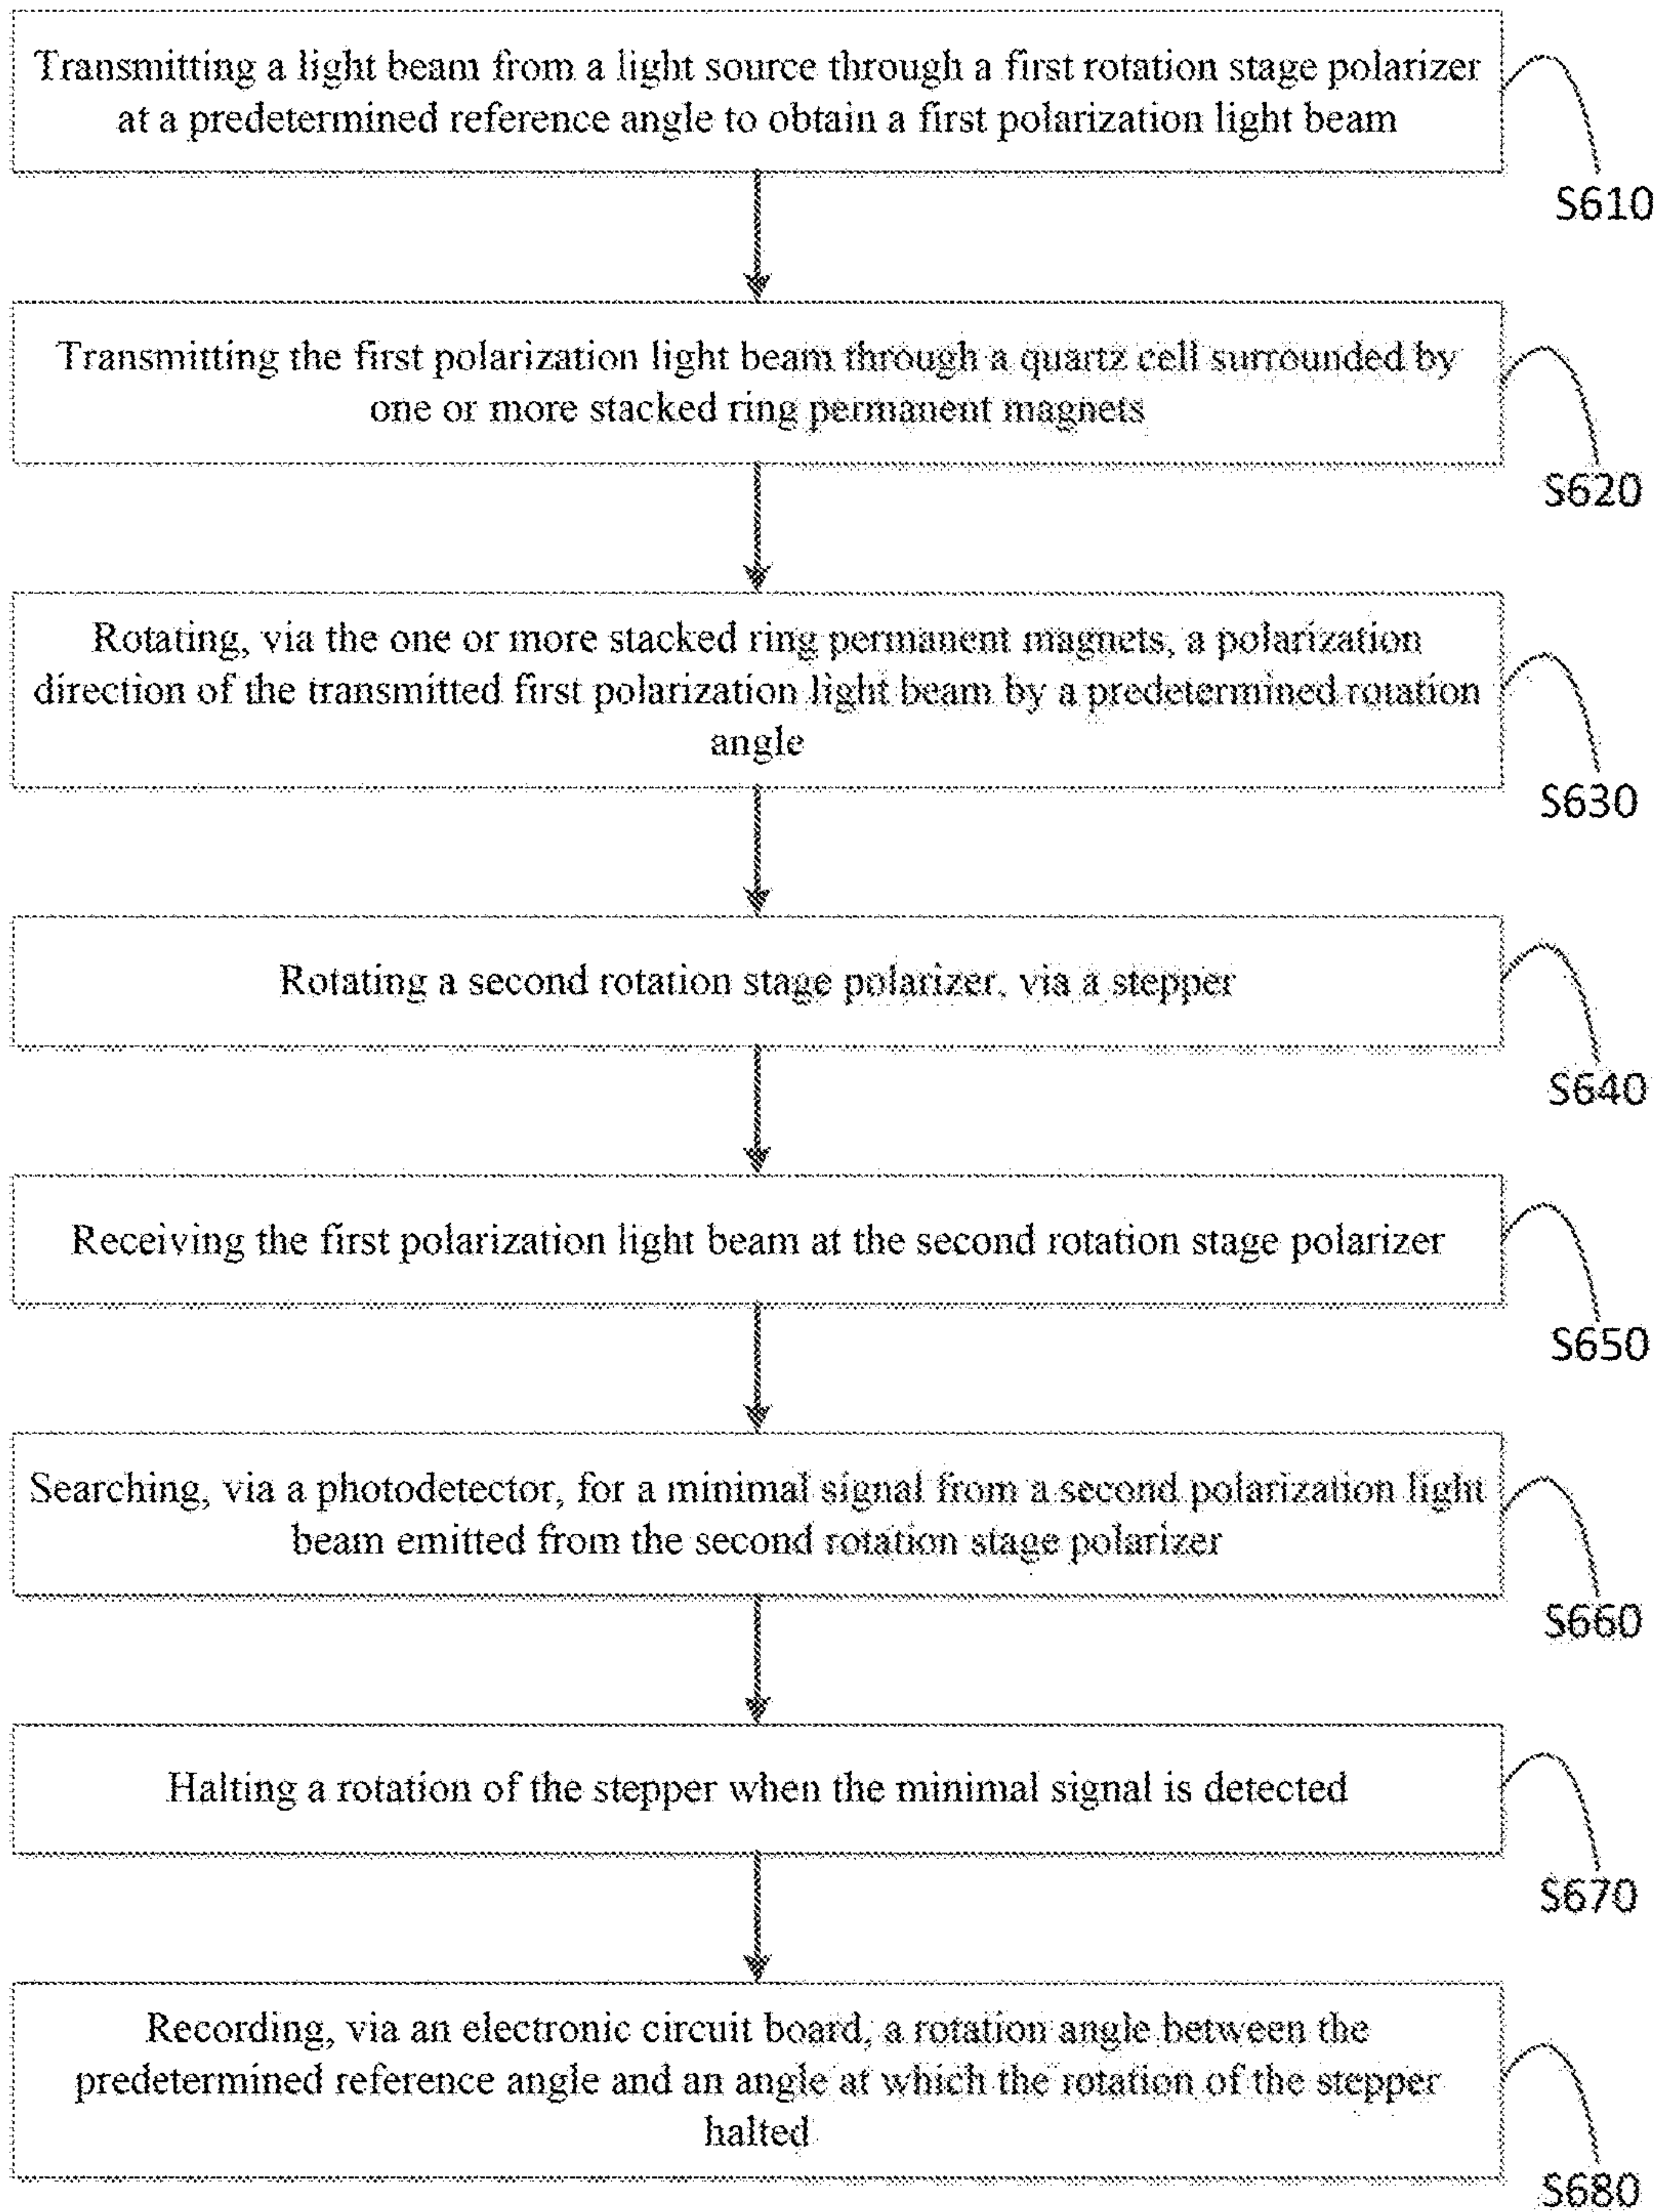 Transmitting a light beam from a light source through a first rotation stage polarizer
at a predetermined reference angle to obtain a first polarization light beam
S610
Transmitting the first polarization light beam through a quartz cell surrounded by
one or more stacked ring permanent magnets
S620
Rotating, via the one or more stacked ring permanent magnets, a polarization
direction of the transmitted first polarization light beam by a predetermined rotation
angle
S630
Rotating a second rotation stage polarizer, via a stepper
S640
Receiving the first polarization light beam at the second rotation stage polarizer
S650
Searching, via a photodetector, for a minimal signal from a second polarization light
beam emitted from the second rotation stage polarizer
S660
Halting a rotation of the stepper when the minimal signal is detected
S670
Recording, via an electronic circuit board, a rotation angle between the
predetermined reference angle and an angle at which the rotation of the stepper
halted
S680